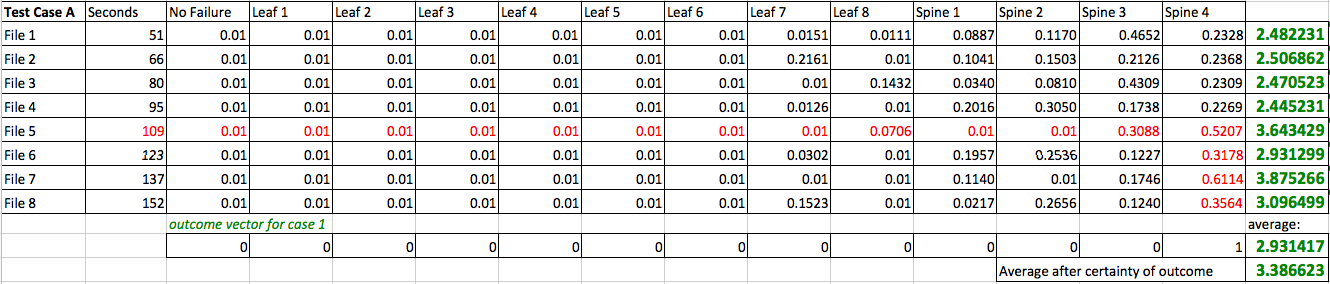 Test Case A Seconds No Failure Leaf 1 Leaf 2 Leaf 3 Leaf 4 Leaf 5 Leaf 6 Leaf 7 Leaf 8 Spine 1 Spine 2 Spine 3 Spine 4
File 1 51 0.01 0.01 0.01 0.01 0.01 0.01 0.01 0.0151 0.0111 0.0887 0.1170 0.4652 0.2328 2.482231
File 2 66 0.01 0.01 0.01 0.01 0.01 0.01 0.01 0.2161 0.01 0.1041 0.1503 0.2126 0.2368 2.506862
File 3 80 0.01 0.01 0.01 0.01 0.01 0.01 0.01 0.01 0.1432 0.0340 0.0810 0.4309 0.2309 2.470523
File 4 95 0.01 0.01 0.01 0.01 0.01 0.01 0.01 0.0126 0.01 0.2016 0.3050 0.1738 0.2269 2.445231
File 5 109 0.01 0.01 0.01 0.01 0.01 0.01 0.01 0.01 0.0706 0.01 0.01 0.3088 0.5207 3.643429
File 6 123 0.01 0.01 0.01 0.01 0.01 0.01 0.01 0.0302 0.01 0.1957 0.2536 0.1227 0.3178 2.931299
File 7 137 0.01 0.01 0.01 0.01 0.01 0.01 0.01 0.01 0.01 0.1140 0.01 0.1746 0.6114 3.875266
File 8 152 0.01 0.01 0.01 0.01 0.01 0.01 0.01 0.1523 0.01 0.0217 0.2656 0.1240 0.3564 3.096499
outcome vector for case 1 average:
0 0 0 0 0 0 0 0 0 0 0 0 1 2.931417
Average after certainty of outcome 3.386623